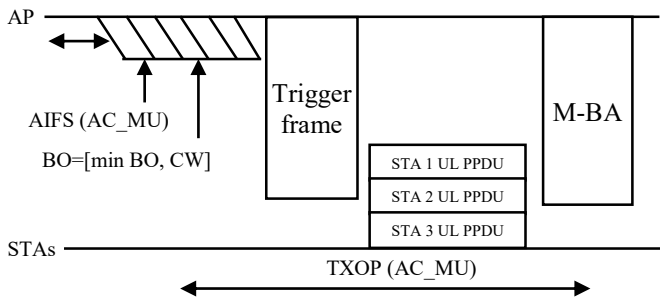 AP
Trigger
frame
M-BA
AIFS (AC_MU)
BO=[min BO, CW]
STA 1 UL PPDU
STA 2 UL PPDU
STA 3 UL PPDU
STAs
TXOP (AC_MU)